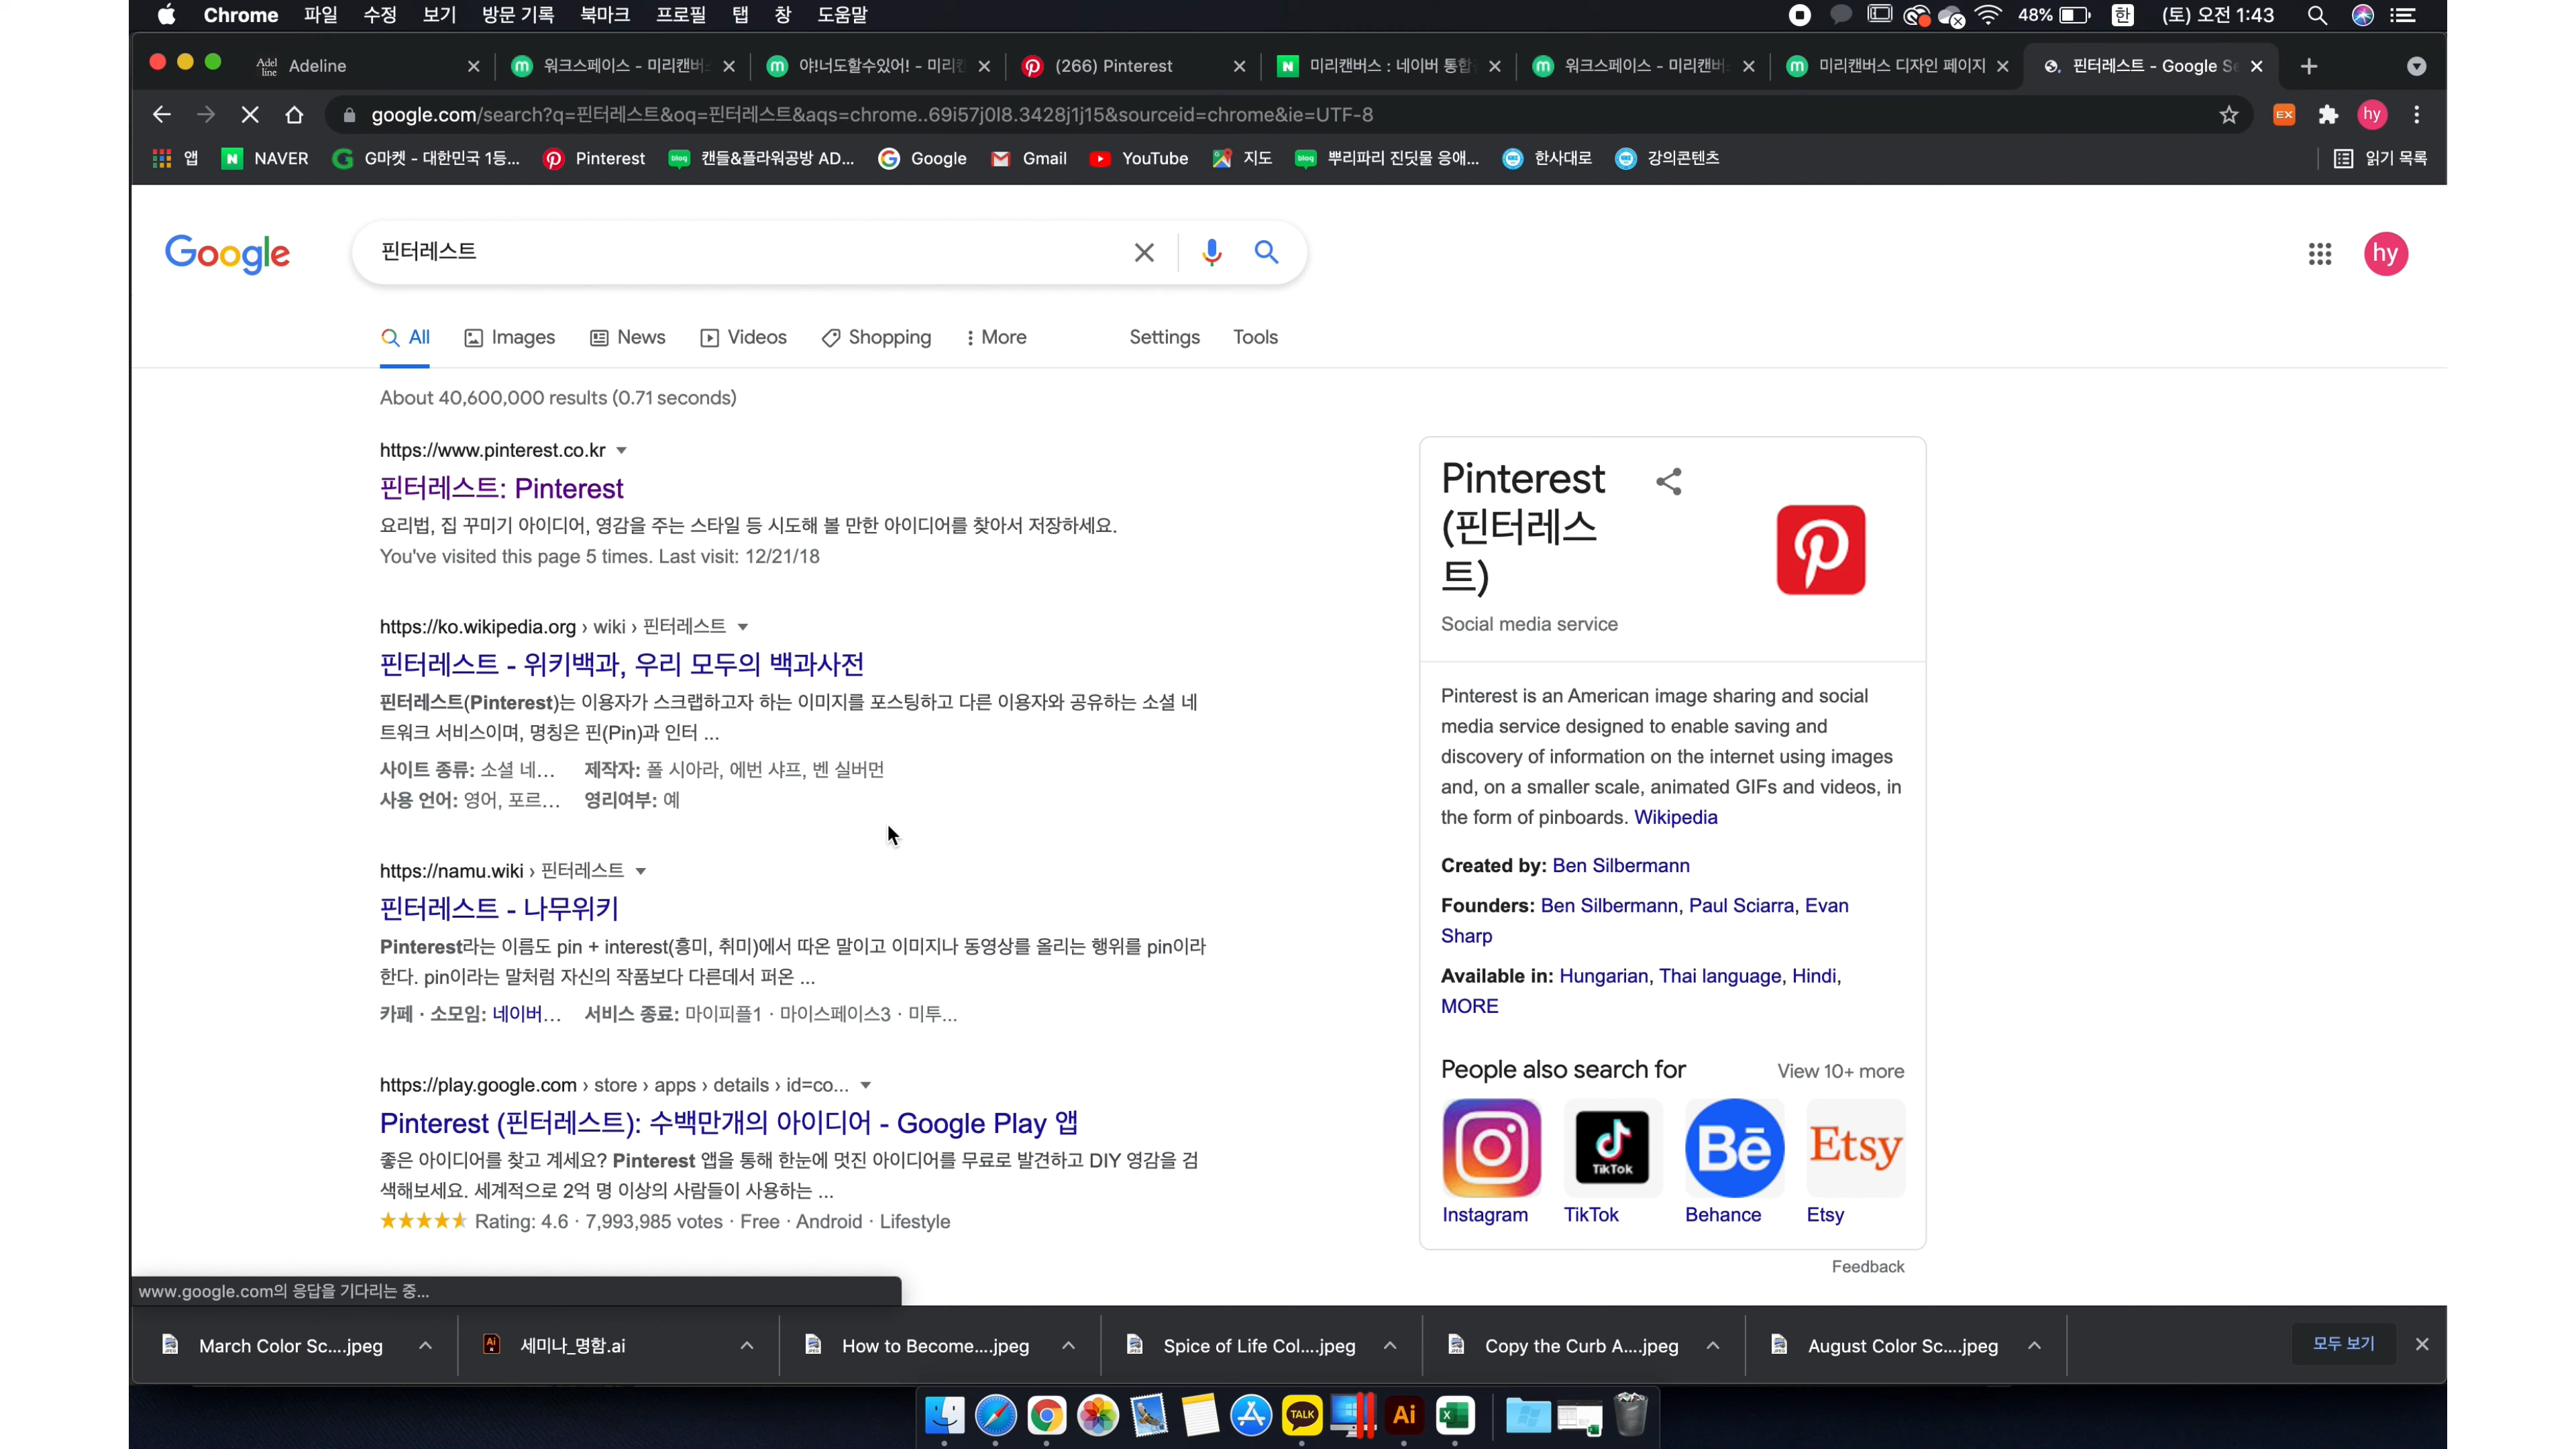 Chrome 파일 수정 보기 방문 기록 북마크 프로필 탭 창 도움말 48% 한 (토) 오전 1:43
Adel line Adeline 워크스페이스 - 미리캔버 야!너도할수있어! - 미리캔 (266) Pinterest 미리캔버스 : 네이버 통합 워크스페이스 - 미리캔버 미리캔버스 디자인 페이지 핀터레스트 - Google Se
google.com/search?q=핀터레스트&oq=핀터레스트&aqs=chrome..69i57j0l8.3428j1j15&sourceid=chrome&ie=UTF-8 EX hy
앱 NAVER G마켓 - 대한민국 1등... Pinterest blog 캔들&플라워공방 AD... Google Gmail YouTube 지도 blog 뿌리파리 진딧물 응애... 한사대로 강의콘텐츠 읽기 목록
Google 핀터레스트 hy
All Images News Videos Shopping More Settings Tools
About 40,600,000 results (0.71 seconds)
https://www.pinterest.co.kr
핀터레스트: Pinterest
요리법, 집 꾸미기 아이디어, 영감을 주는 스타일 등 시도해 볼 만한 아이디어를 찾아서 저장하세요.
You've visited this page 5 times. Last visit: 12/21/18
https://ko.wikipedia.org › wiki › 핀터레스트
핀터레스트 - 위키백과, 우리 모두의 백과사전
핀터레스트(Pinterest)는 이용자가 스크랩하고자 하는 이미지를 포스팅하고 다른 이용자와 공유하는 소셜 네
트워크 서비스이며, 명칭은 핀(Pin)과 인터 ...
사이트 종류: 소셜 네... 제작자: 폴 시아라, 에번 샤프, 벤 실버먼
사용 언어: 영어, 포르... 영리여부: 예
https://namu.wiki › 핀터레스트
핀터레스트 - 나무위키
Pinterest라는 이름도 pin + interest(흥미, 취미)에서 따온 말이고 이미지나 동영상를 올리는 행위를 pin이라
한다. pin이라는 말처럼 자신의 작품보다 다른데서 퍼온 ...
카페 · 소모임: 네이버... 서비스 종료: 마이피플1 · 마이스페이스3 · 미투...
https://play.google.com › store › apps › details › id=co...
Pinterest (핀터레스트): 수백만개의 아이디어 - Google Play 앱
좋은 아이디어를 찾고 계세요? Pinterest 앱을 통해 한눈에 멋진 아이디어를 무료로 발견하고 DIY 영감을 검
색해보세요. 세계적으로 2억 명 이상의 사람들이 사용하는 ...
Rating: 4.6 · 7,993,985 votes · Free · Android · Lifestyle
Pinterest
(핀터레스
트)
Social media service
Pinterest is an American image sharing and social
media service designed to enable saving and
discovery of information on the internet using images
and, on a smaller scale, animated GIFs and videos, in
the form of pinboards. Wikipedia
Created by: Ben Silbermann
Founders: Ben Silbermann, Paul Sciarra, Evan
Sharp
Available in: Hungarian, Thai language, Hindi,
MORE
People also search for View 10+ more
TikTok Bē Etsy
Instagram TikTok Behance Etsy
Feedback
www.google.com의 응답을 기다리는 중...
March Color Sc....jpeg 세미나_명함.ai How to Become....jpeg Spice of Life Col....jpeg Copy the Curb A....jpeg August Color Sc....jpeg 모두 보기
TALK Ai X